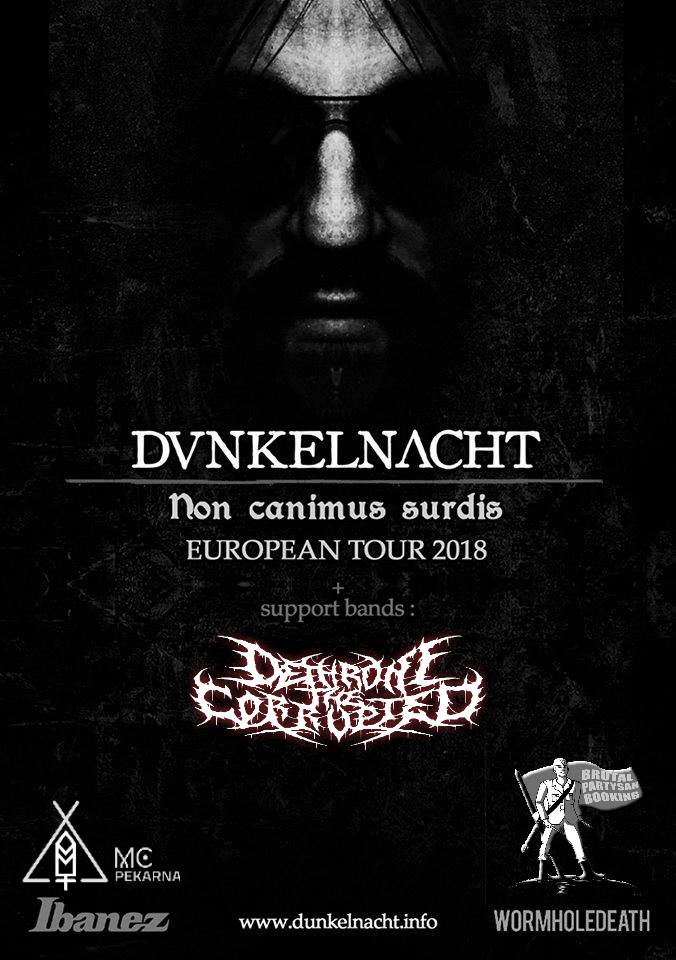 DVNKELNΛCHT
Non canimus surdis
EUROPEAN TOUR 2018
+
support bands :
DETHRONE
THE
CORRUPTED
BRUTAL
PARTYSAN
BOOKING
MC
PEKARNA
Ibanez
www.dunkelnacht.info
WORMHOLEDEATH